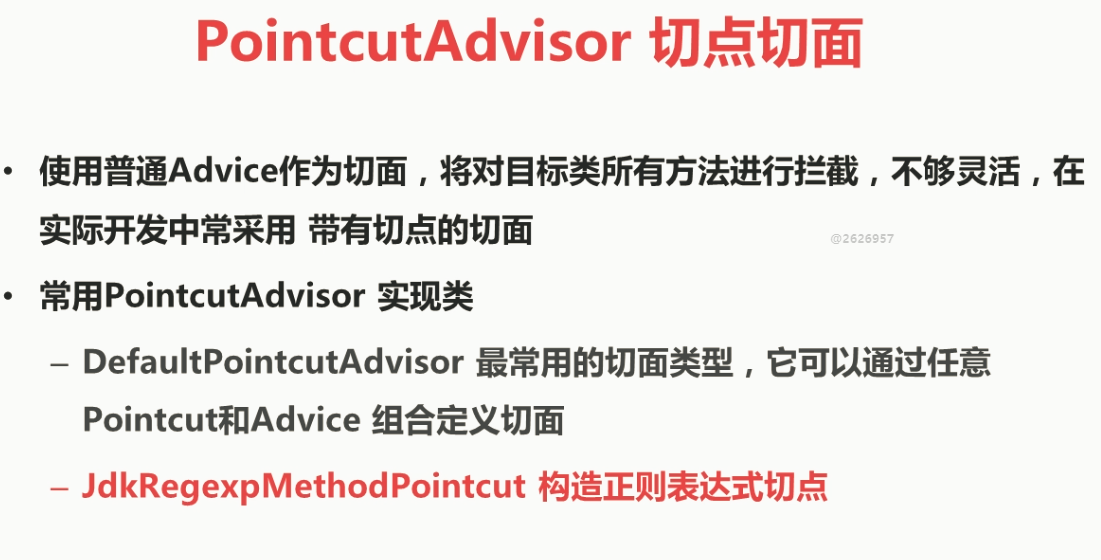 PointcutAdvisor 切点切面
• 使用普通Advice作为切面，将对目标类所有方法进行拦截，不够灵活，在
实际开发中常采用 带有切点的切面
@2626957
• 常用PointcutAdvisor 实现类
– DefaultPointcutAdvisor 最常用的切面类型，它可以通过任意
Pointcut和Advice 组合定义切面
– JdkRegexpMethodPointcut 构造正则表达式切点